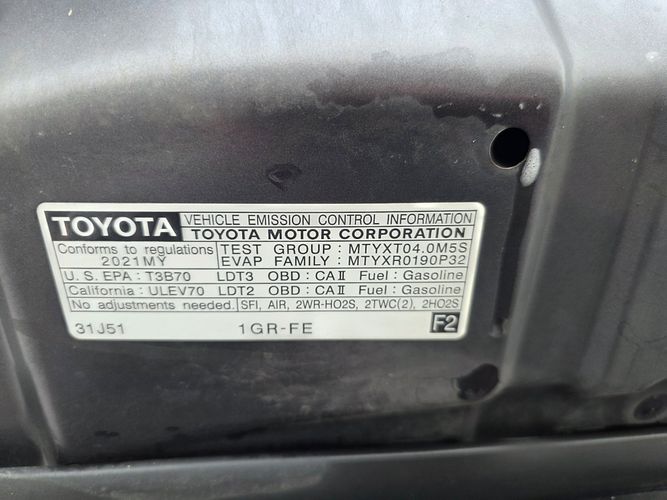 TOYOTA VEHICLE EMISSION CONTROL INFORMATION
TOYOTA MOTOR CORPORATION
Conforms to regulations TEST GROUP : MTYXT04.0M5S
2021MY EVAP FAMILY : MTYXR0190P32
U.S. EPA : T3B70 LDT3 OBD : CAⅡ Fuel : Gasoline
California : ULEV70 LDT2 OBD : CAⅡ Fuel : Gasoline
No adjustments needed. SFI, AIR, 2WR-HO2S, 2TWC(2), 2HO2S
31J51 1GR-FE F2